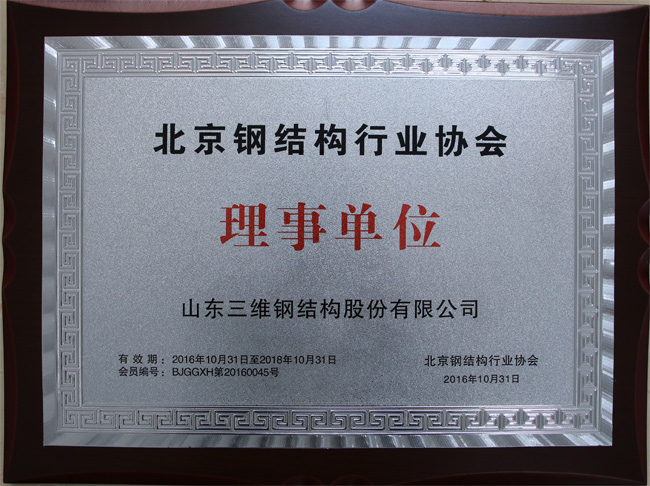 北京钢结构行业协会
理事单位
山东三维钢结构股份有限公司
有 效 期：2016年10月31日至2018年10月31日
会员编号：BJGGXH第20160045号
北京钢结构行业协会
2016年10月31日